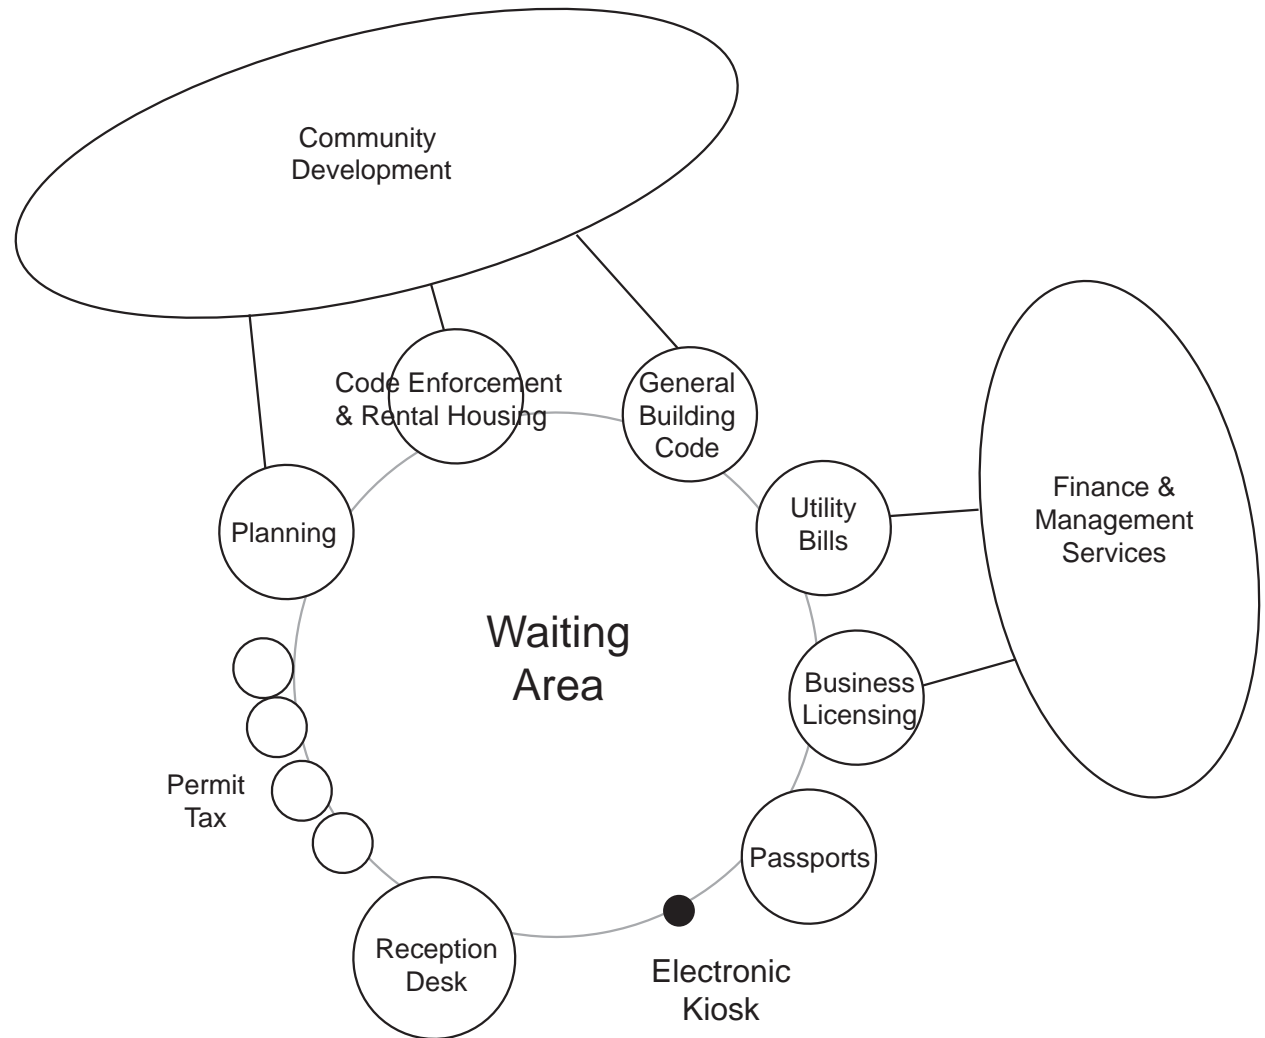 Community
Development
Code Enforcement
& Rental Housing
General
Building
Code
Planning
Utility
Bills
Finance &
Management
Services
Waiting
Area
Business
Licensing
Permit
Tax
Passports
Reception
Desk
Electronic
Kiosk